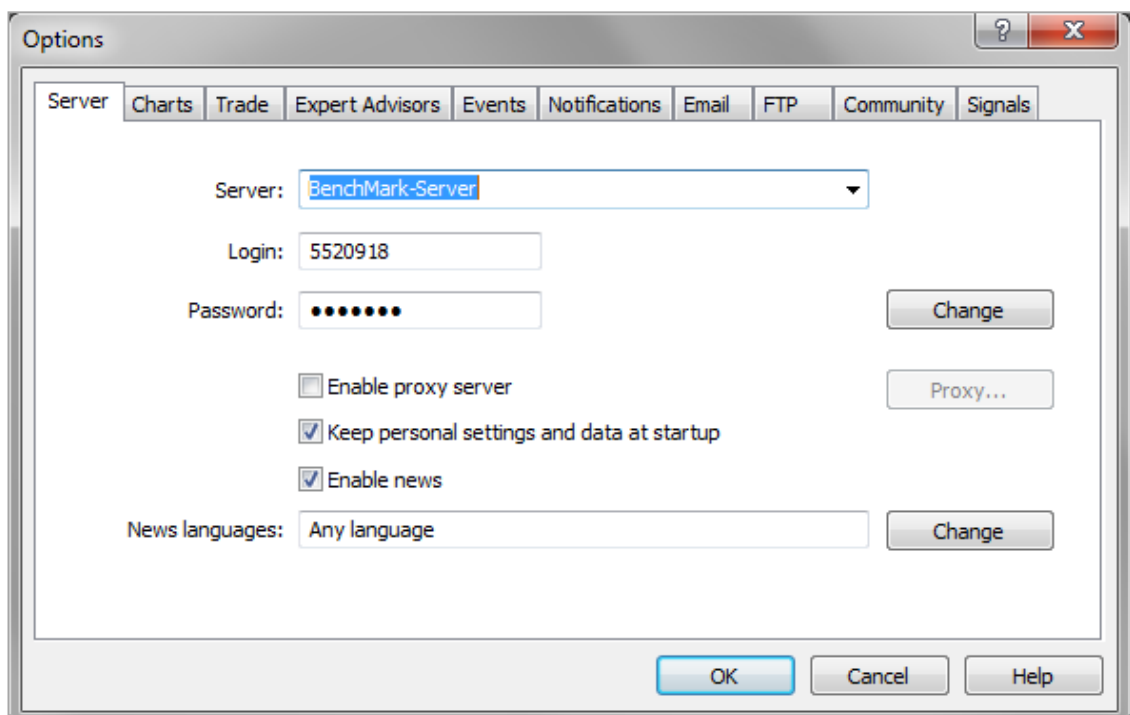 Options
Server Charts Trade Expert Advisors Events Notifications Email FTP Community Signals
Server: BenchMark-Server
Login: 5520918
Password: ●●●●●●● Change
Enable proxy server Proxy...
Keep personal settings and data at startup
Enable news
News languages: Any language Change
OK Cancel Help